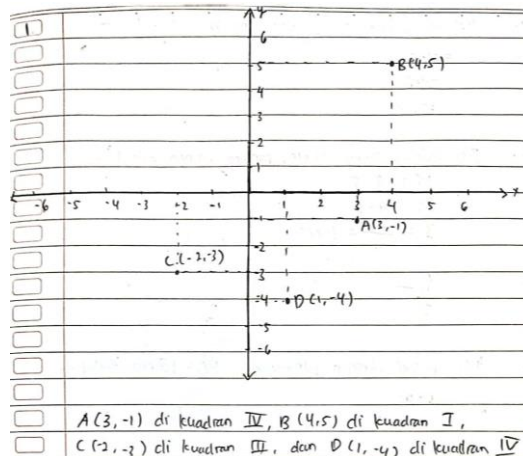 1
y
6
5 B(4,5)
4
3
2
1
-6 -5 -4 -3 -2 -1 1 2 3 4 5 6 x
-1 A(3,-1)
-2
C(-2,-3)
-3
-4 D(1,-4)
-5
-6
A(3,-1) di kuadran IV, B(4,5) di kuadran I,
C(-2,-3) di kuadran III, dan D(1,-4) di kuadran IV